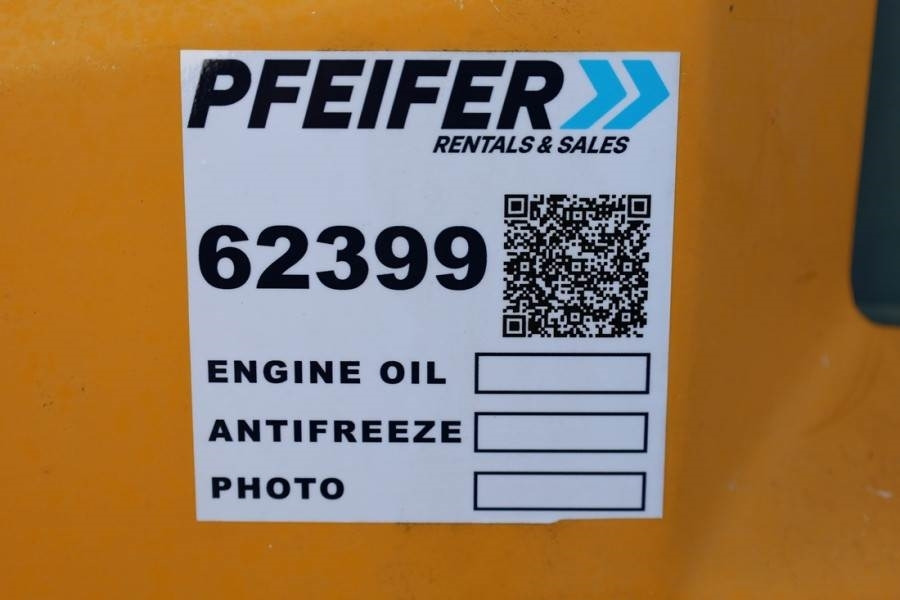 PFEIFER
RENTALS & SALES
62399
ENGINE OIL
ANTIFREEZE
PHOTO